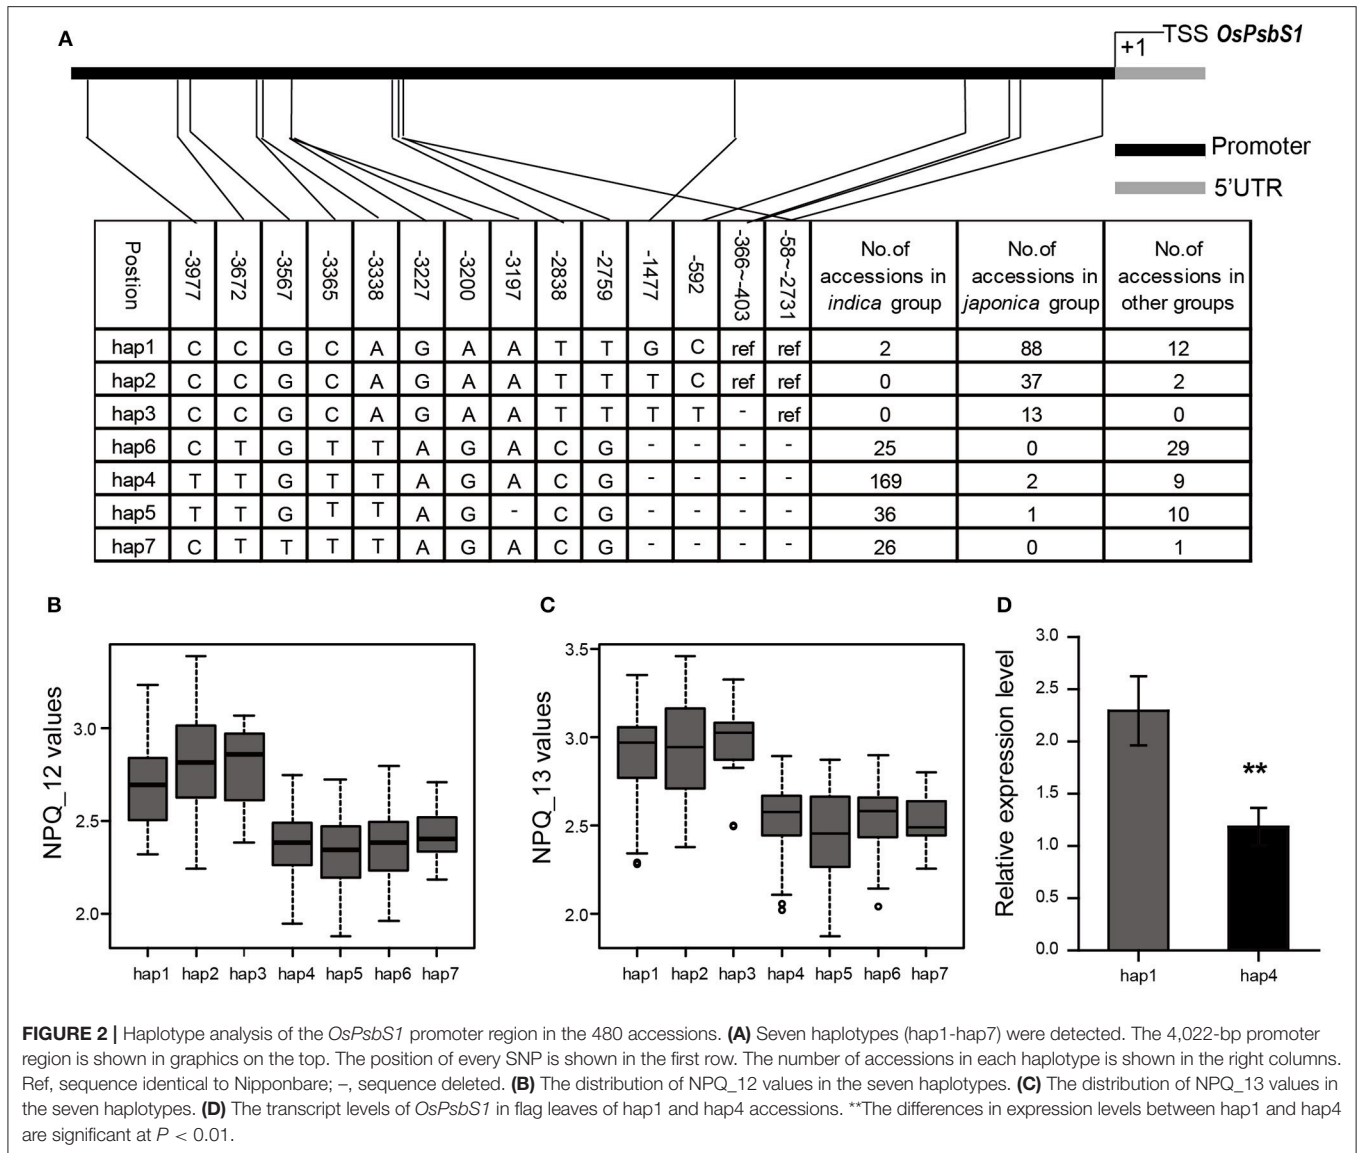 A
TSS OsPsbS1
+1
Promoter
5'UTR
Postion -3977 -3672 -3567 -3365 -3338 -3227 -3200 -3197 -2838 -2759 -1477 -592 -366~-403 -58~-2731 No.of accessions in indica group No.of accessions in japonica group No.of accessions in other groups
hap1 C C G C A G A A T T G C ref ref 2 88 12
hap2 C C G C A G A A T T T C ref ref 0 37 2
hap3 C C G C A G A A T T T T - ref 0 13 0
hap6 C T G T T A G A C G - - - - 25 0 29
hap4 T T G T T A G A C G - - - - 169 2 9
hap5 T T G T T A G - C G - - - - 36 1 10
hap7 C T T T T A G A C G - - - - 26 0 1
B
NPQ_12 values
3.0
2.5
2.0
hap1 hap2 hap3 hap4 hap5 hap6 hap7
C
NPQ_13 values
3.5
3.0
2.5
2.0
hap1 hap2 hap3 hap4 hap5 hap6 hap7
D
Relative expression level
3.0
2.5
2.0
1.5
1.0
0.5
0.0
**
hap1 hap4
FIGURE 2 | Haplotype analysis of the OsPsbS1 promoter region in the 480 accessions. (A) Seven haplotypes (hap1-hap7) were detected. The 4,022-bp promoter
region is shown in graphics on the top. The position of every SNP is shown in the first row. The number of accessions in each haplotype is shown in the right columns.
Ref, sequence identical to Nipponbare; –, sequence deleted. (B) The distribution of NPQ_12 values in the seven haplotypes. (C) The distribution of NPQ_13 values in
the seven haplotypes. (D) The transcript levels of OsPsbS1 in flag leaves of hap1 and hap4 accessions. **The differences in expression levels between hap1 and hap4
are significant at P < 0.01.